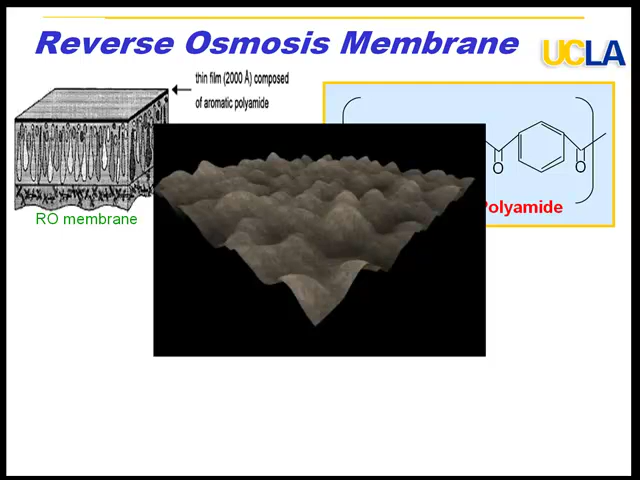 Reverse Osmosis Membrane
UCLA
thin film (2000 Å) composed
of aromatic polyamide
O
O
RO membrane
Polyamide